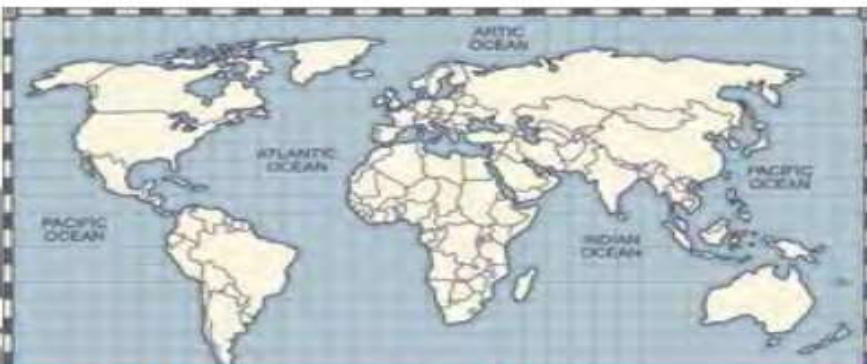 ARTIC
OCEAN
ATLANTIC
OCEAN
PACIFIC
OCEAN
PACIFIC
OCEAN
INDIAN
OCEAN